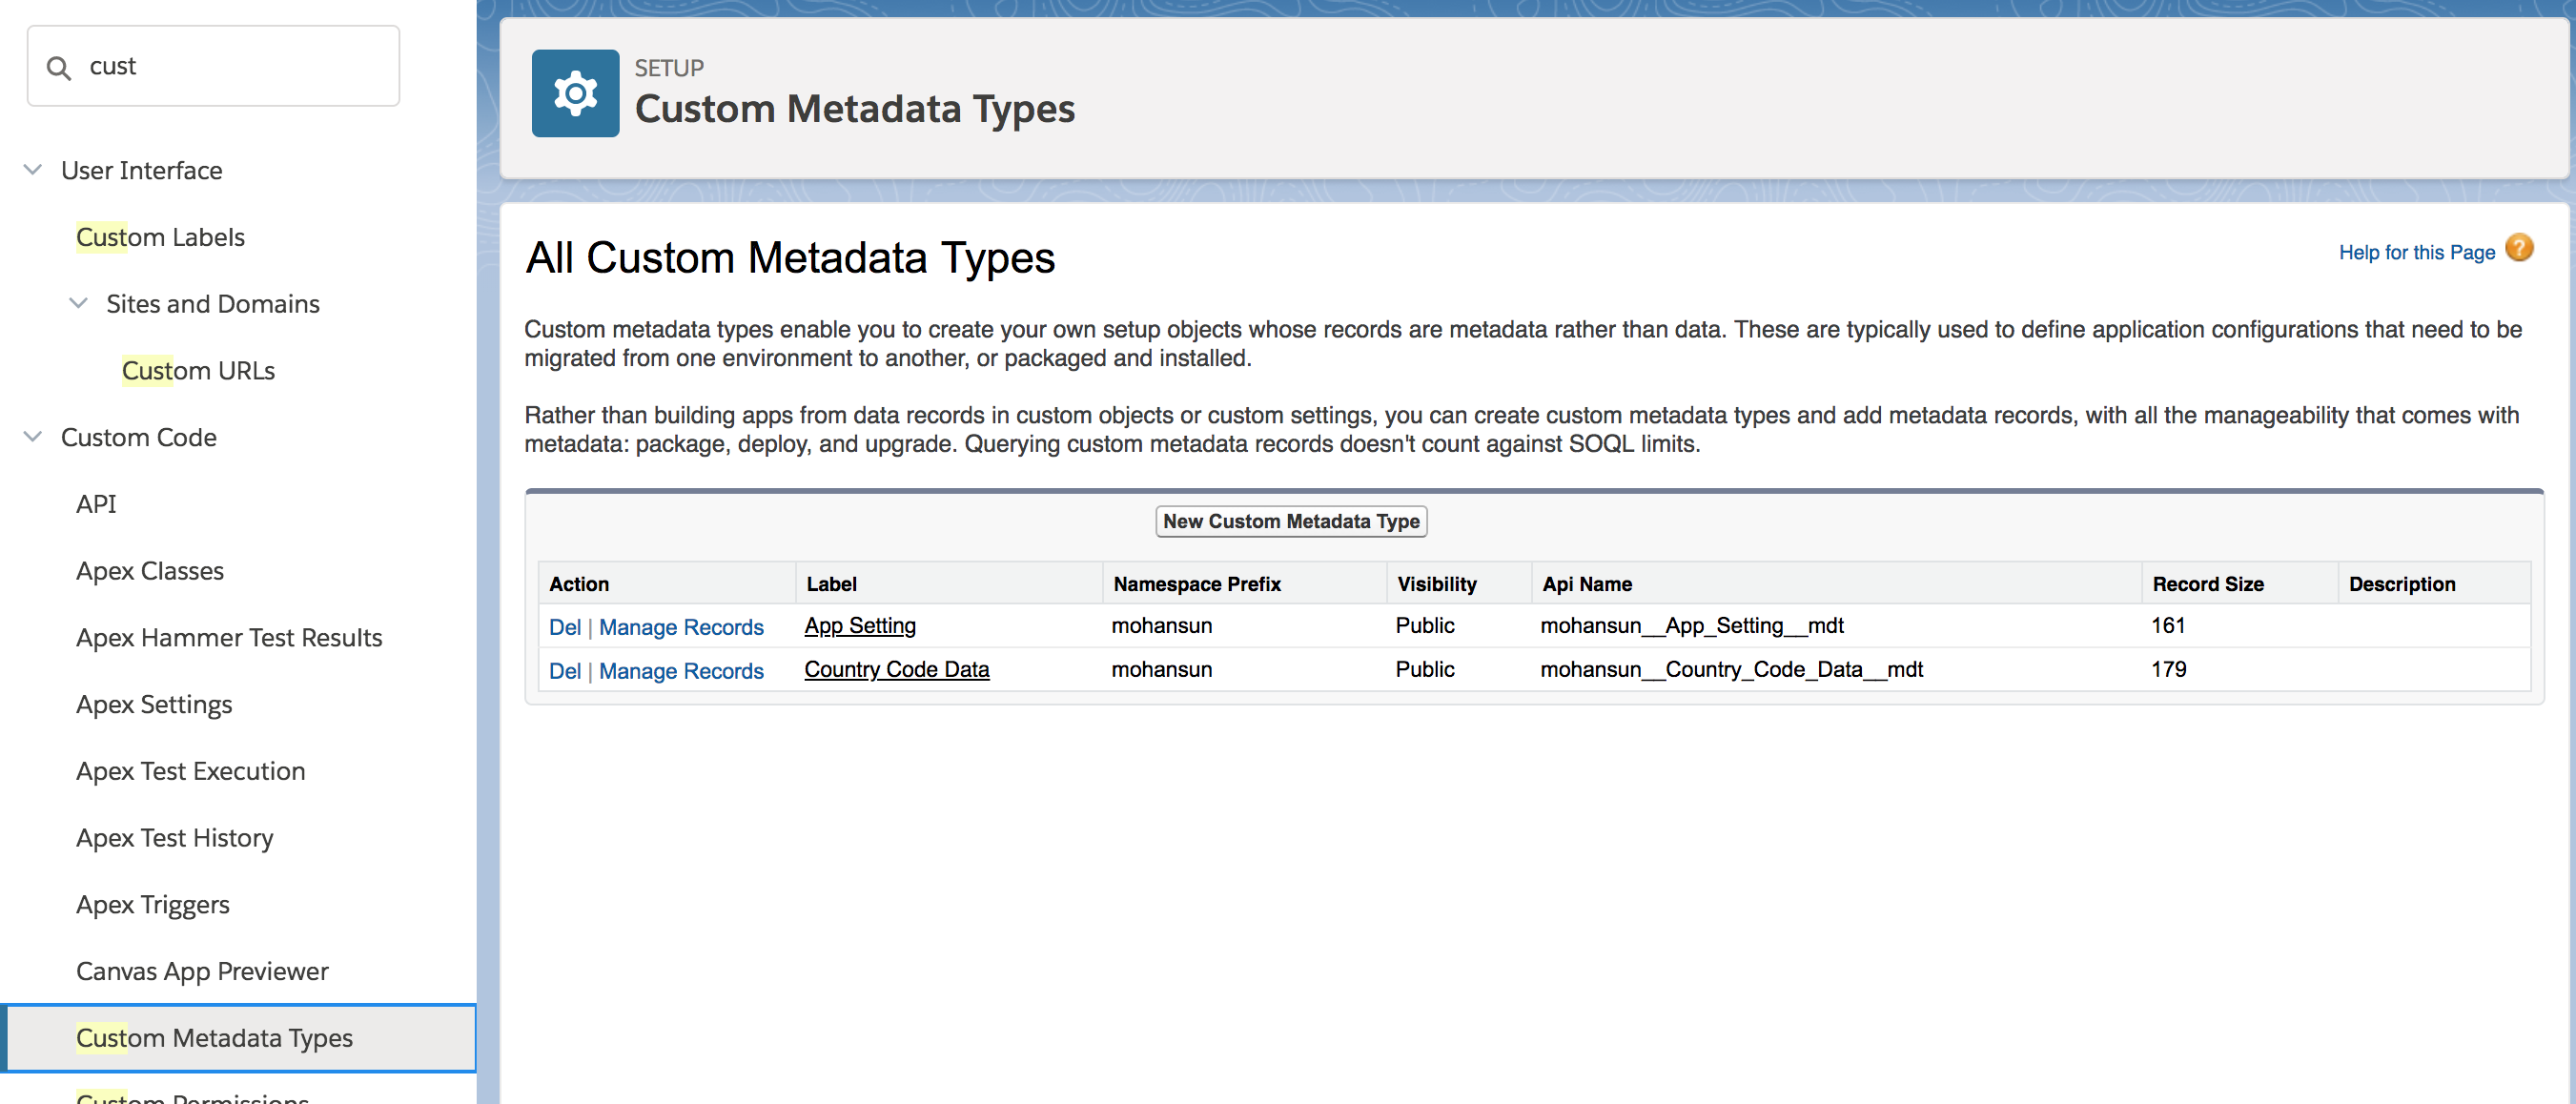 cust
User Interface
Custom Labels
Sites and Domains
Custom URLs
Custom Code
API
Apex Classes
Apex Hammer Test Results
Apex Settings
Apex Test Execution
Apex Test History
Apex Triggers
Canvas App Previewer
Custom Metadata Types
Custom Permissions
SETUP
Custom Metadata Types
All Custom Metadata Types
Help for this Page ?
Custom metadata types enable you to create your own setup objects whose records are metadata rather than data. These are typically used to define application configurations that need to be
migrated from one environment to another, or packaged and installed.
Rather than building apps from data records in custom objects or custom settings, you can create custom metadata types and add metadata records, with all the manageability that comes with
metadata: package, deploy, and upgrade. Querying custom metadata records doesn't count against SOQL limits.
New Custom Metadata Type
Action Label Namespace Prefix Visibility Api Name Record Size Description
Del | Manage Records App Setting mohansun Public mohansun__App_Setting__mdt 161
Del | Manage Records Country Code Data mohansun Public mohansun__Country_Code_Data__mdt 179